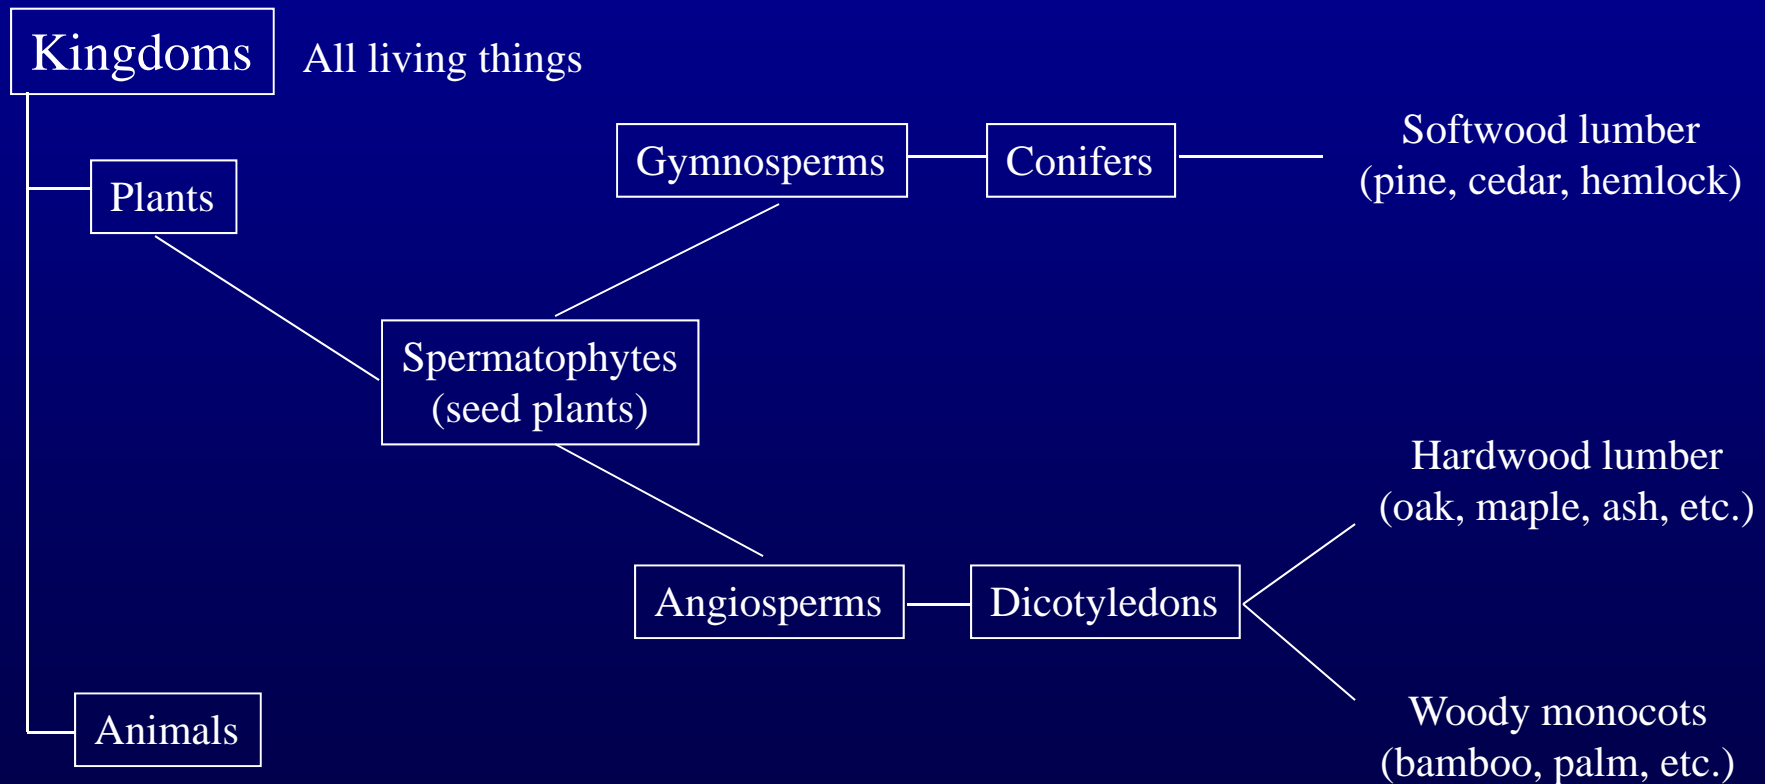 Kingdoms
All living things
Plants
Gymnosperms
Conifers
Softwood lumber
(pine, cedar, hemlock)
Spermatophytes
(seed plants)
Angiosperms
Dicotyledons
Hardwood lumber
(oak, maple, ash, etc.)
Woody monocots
(bamboo, palm, etc.)
Animals